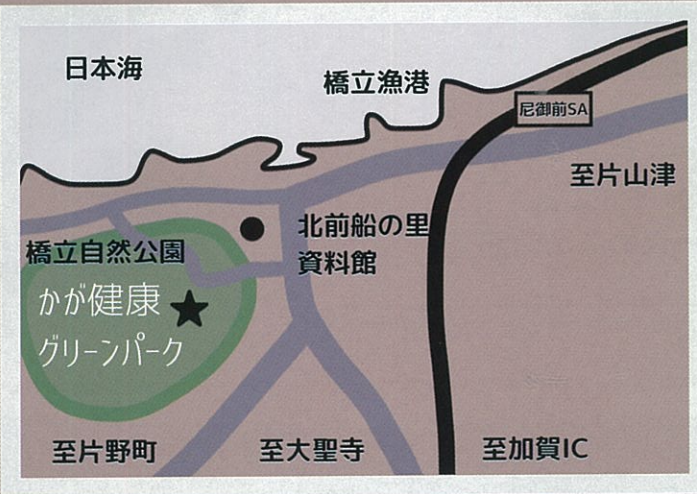 日本海
橋立漁港
尼御前SA
至片山津
北前船の里
資料館
橋立自然公園
かが健康
グリーンパーク
至片野町
至大聖寺
至加賀IC